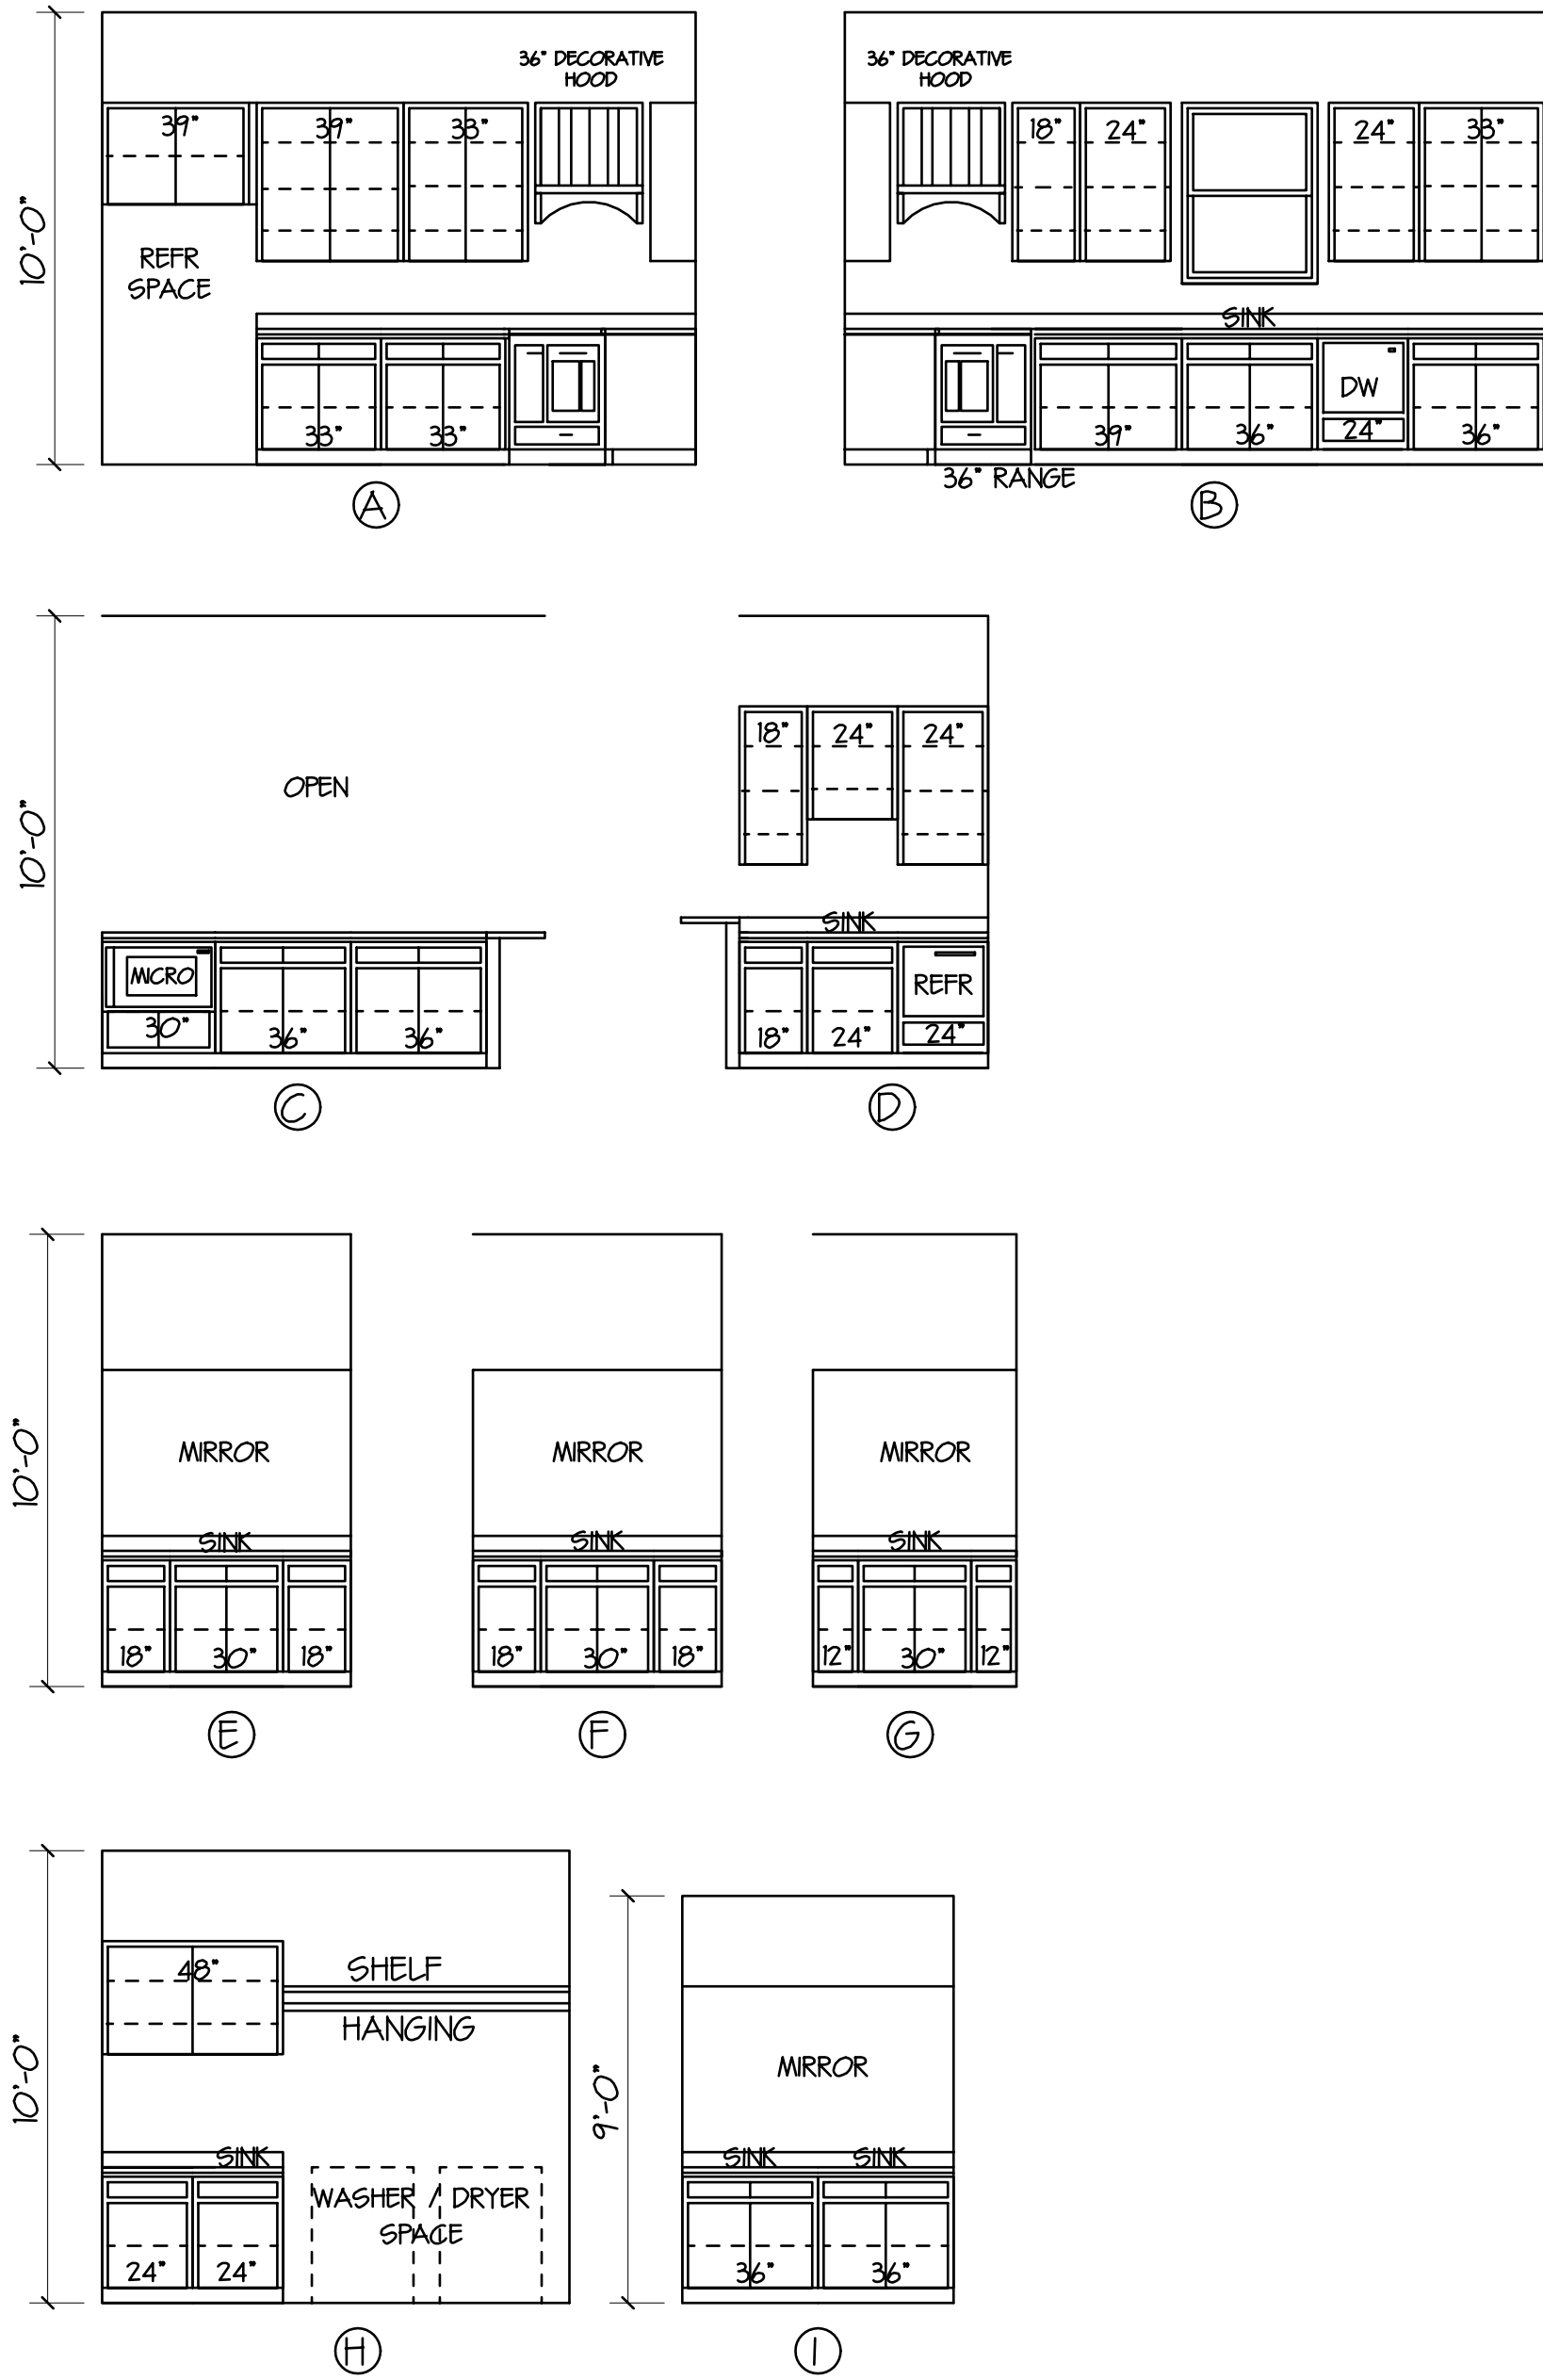 36" DECORATIVE
HOOD
39"
39"
33"
REFR
SPACE
10'-0"
33"
33"
A
36" DECORATIVE
HOOD
18"
24"
24"
33"
SINK
DW
39"
36"
24"
36"
36" RANGE
B
OPEN
10'-0"
MICRO
30"
36"
36"
C
18"
24"
24"
SINK
REFR
18"
24"
24"
D
10'-0"
MIRROR
SINK
18"
30"
18"
E
MIRROR
SINK
18"
30"
18"
F
MIRROR
SINK
12"
30"
12"
G
10'-0"
48"
SHELF
HANGING
SINK
WASHER / DRYER
SPACE
24"
24"
H
9'-0"
MIRROR
SINK
SINK
36"
36"
I